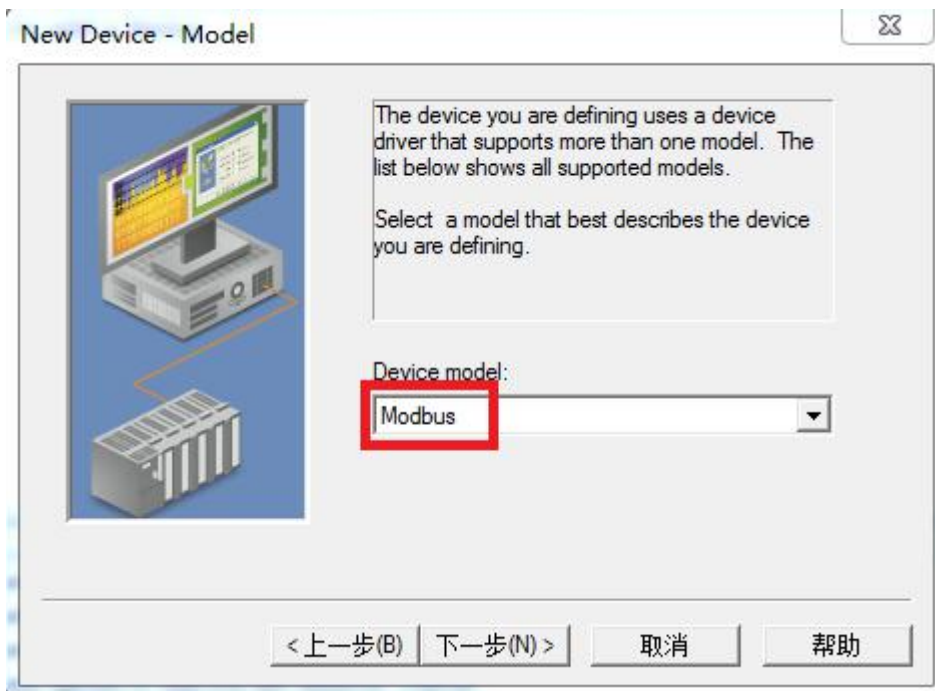 New Device - Model
The device you are defining uses a device
driver that supports more than one model.  The
list below shows all supported models.
Select  a model that best describes the device
you are defining.
Device model:
Modbus
<上一步(B)
下一步(N)>
取消
帮助